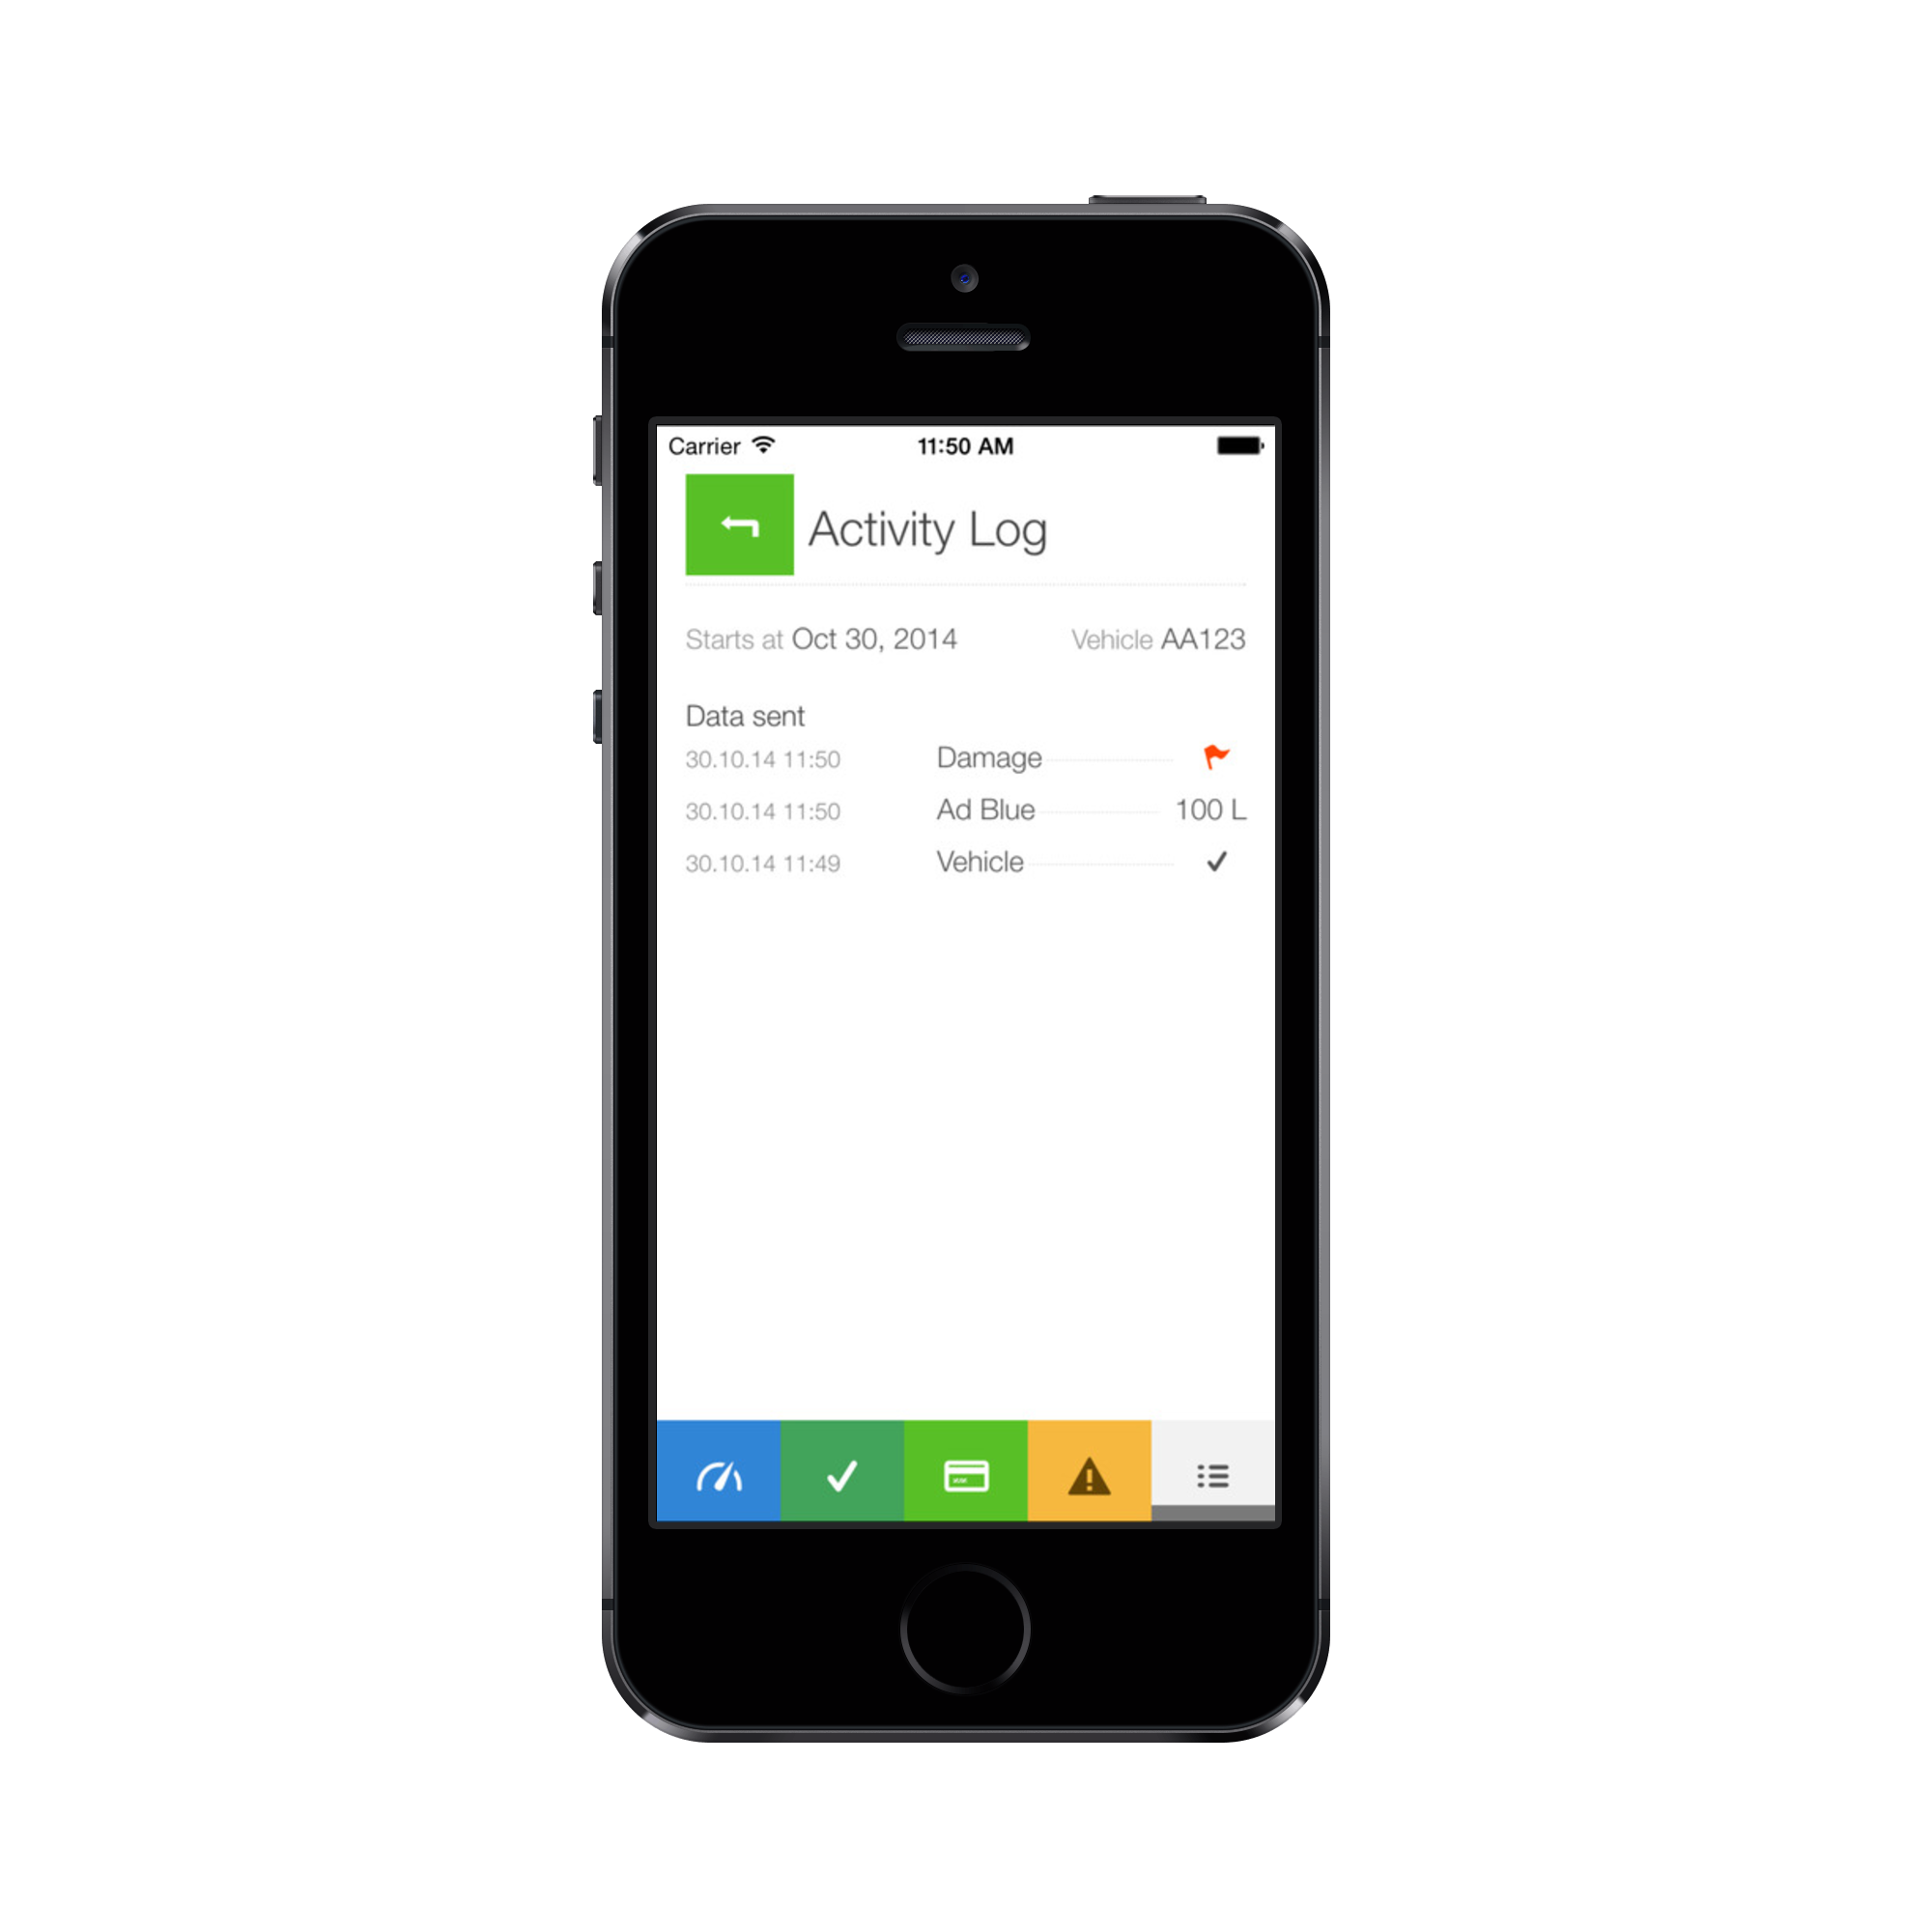 Carrier 11:50 AM
Activity Log
Starts at Oct 30, 2014 Vehicle AA123
Data sent
30.10.14 11:50 Damage
30.10.14 11:50 Ad Blue 100 L
30.10.14 11:49 Vehicle